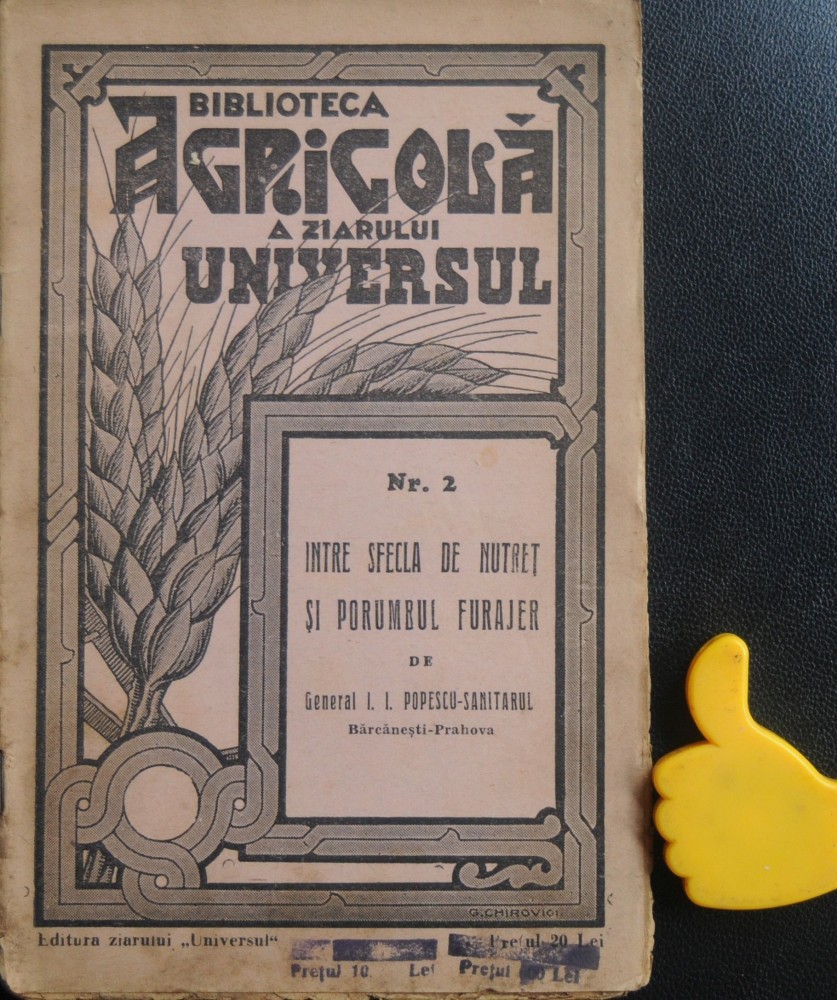 BIBLIOTECA
AGRICOLĂ
A ZIARULUI
UNIVERSUL
Nr. 2
INTRE SFECLA DE NUTREȚ
ȘI PORUMBUL FURAJER
DE
General I. I. POPESCU-SANITARUL
Bărcănești-Prahova
G. CHIROVICI
Editura ziarului „Universul“ Prețul 20 Lei
Prețul 10 Lei Prețul Lei